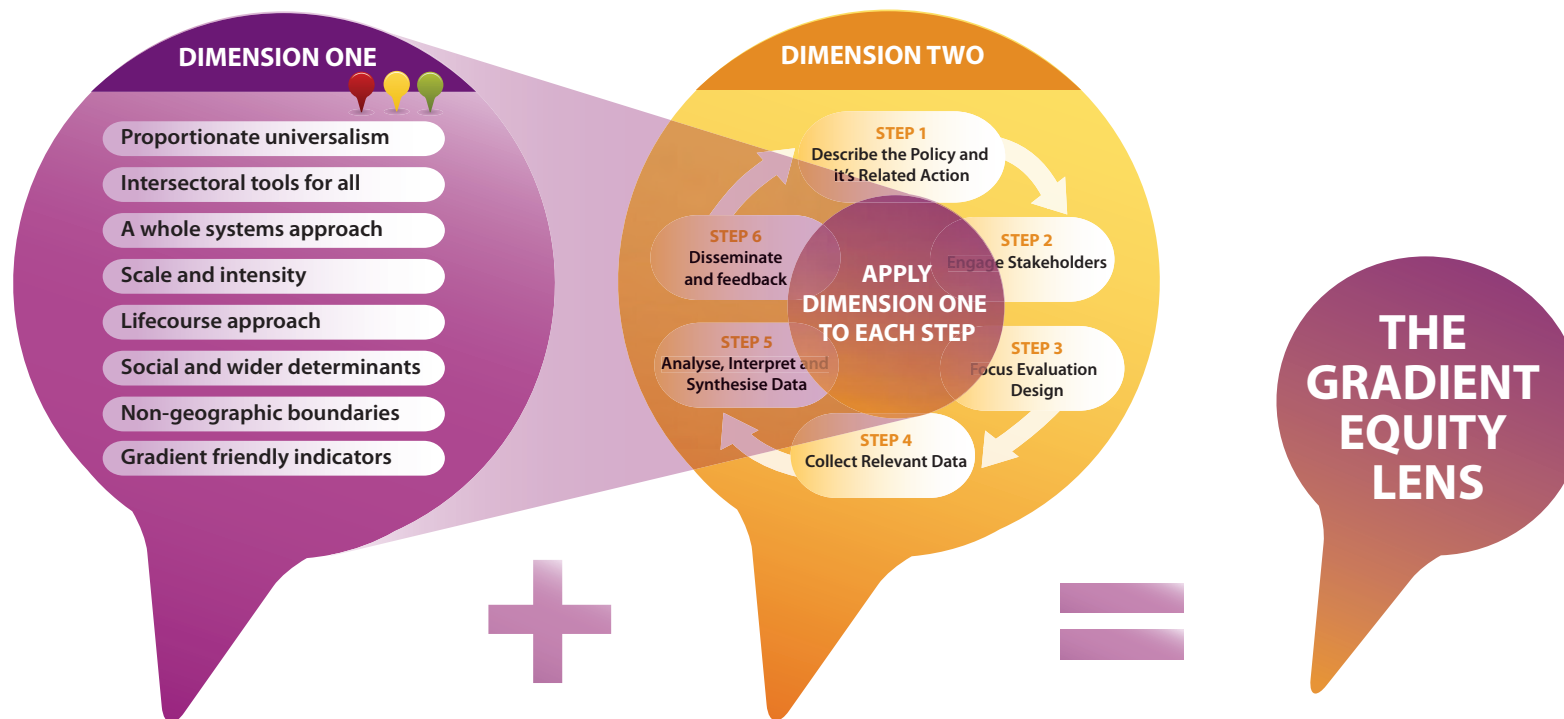 DIMENSION ONE
Proportionate universalism
Intersectoral tools for all
A whole systems approach
Scale and intensity
Lifecourse approach
Social and wider determinants
Non-geographic boundaries
Gradient friendly indicators
DIMENSION TWO
STEP 1
Describe the Policy and
it's Related Action
STEP 2
Engage Stakeholders
STEP 3
Focus Evaluation
Design
STEP 4
Collect Relevant Data
STEP 5
Analyse, Interpret and
Synthesise Data
STEP 6
Disseminate
and feedback
APPLY
DIMENSION ONE
TO EACH STEP
THE
GRADIENT
EQUITY
LENS